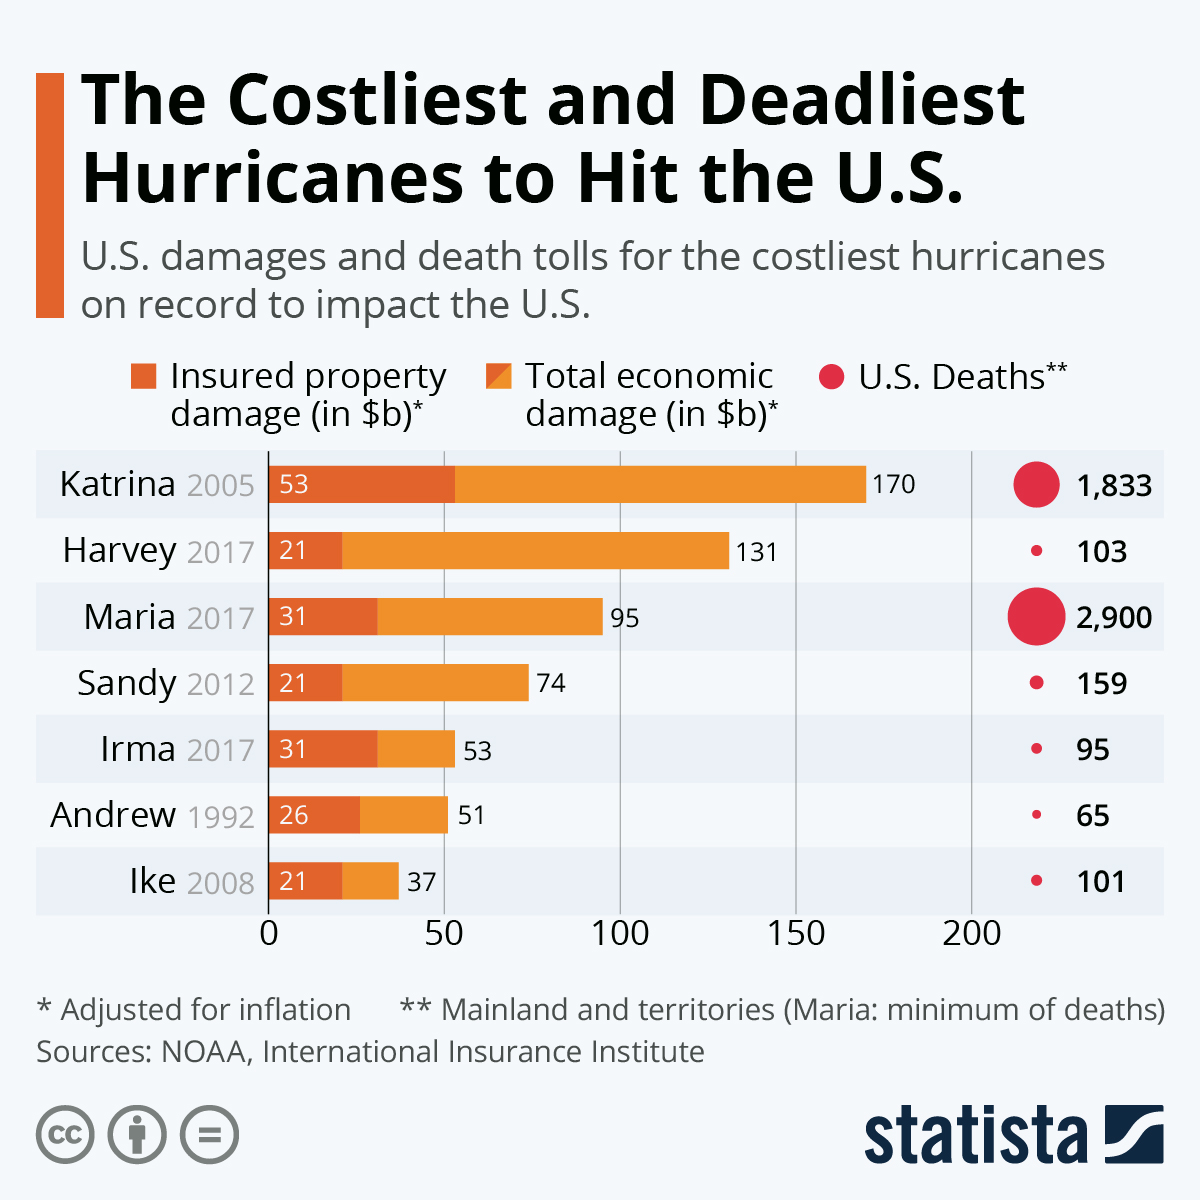 The Costliest and Deadliest
Hurricanes to Hit the U.S.
U.S. damages and death tolls for the costliest hurricanes
on record to impact the U.S.
Insured property
damage (in $b)*
Total economic
damage (in $b)*
U.S. Deaths**
Katrina 2005 53 170 1,833
Harvey 2017 21 131 103
Maria 2017 31 95 2,900
Sandy 2012 21 74 159
Irma 2017 31 53 95
Andrew 1992 26 51 65
Ike 2008 21 37 101
0 50 100 150 200
* Adjusted for inflation ** Mainland and territories (Maria: minimum of deaths)
Sources: NOAA, International Insurance Institute
cc statista